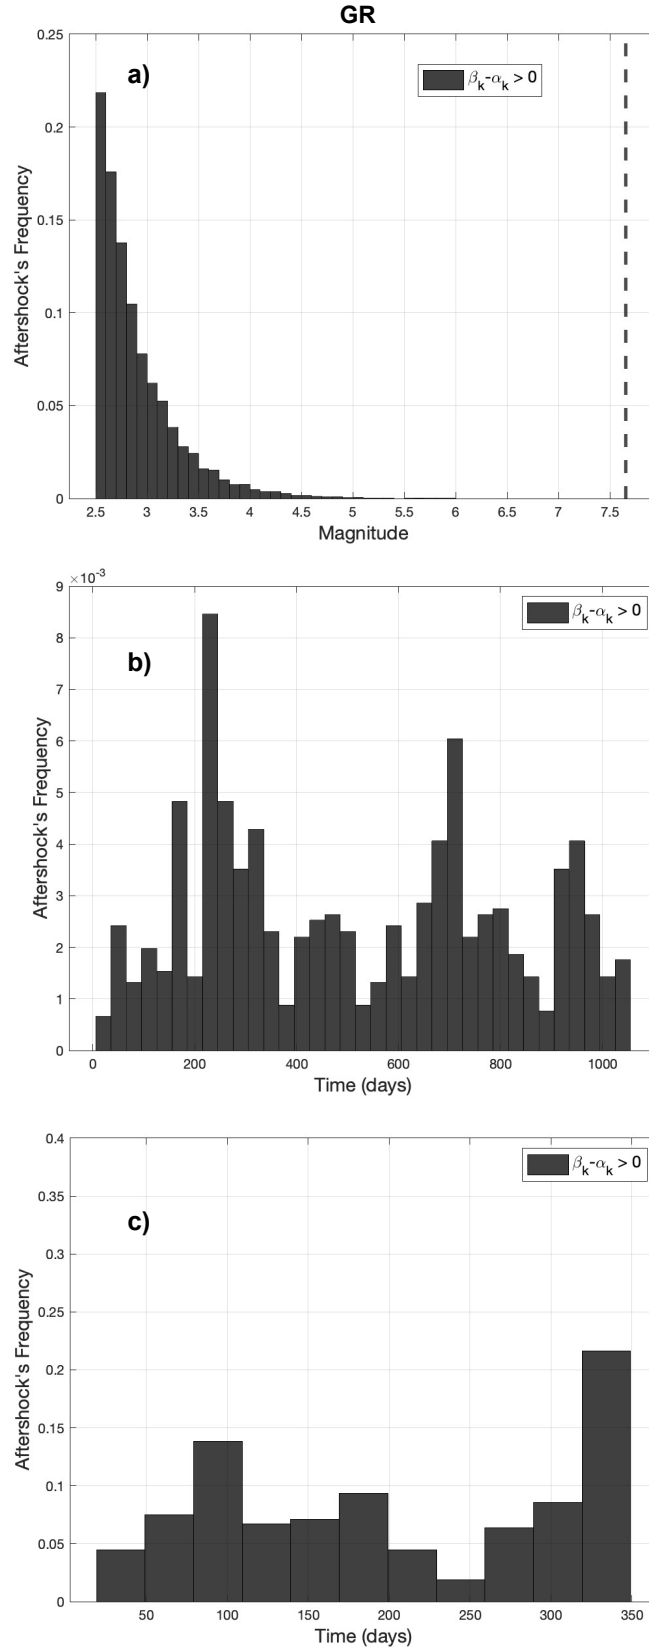 GR
a)
βk-αk > 0
0.25
0.2
0.15
0.1
0.05
0
Aftershock's Frequency
2.5 3 3.5 4 4.5 5 5.5 6 6.5 7 7.5
Magnitude
×10-3
b)
βk-αk > 0
9
8
7
6
5
4
3
2
1
0
Aftershock's Frequency
0 200 400 600 800 1000
Time (days)
c)
βk-αk > 0
0.4
0.35
0.3
0.25
0.2
0.15
0.1
0.05
0
Aftershock's Frequency
50 100 150 200 250 300 350
Time (days)